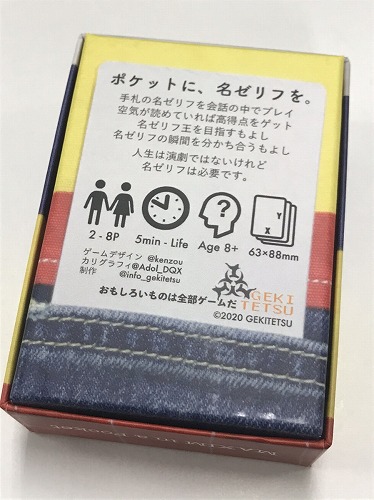 ポケットに、名ゼリフを。
手札の名ゼリフを会話の中でプレイ
空気が読めていれば高得点をゲット
名ゼリフ王を目指すもよし
名ゼリフの瞬間を分かち合うもよし
人生は演劇ではないけれど
名ゼリフは必要です。
?
Y
X
2 - 8P
5min - Life
Age 8+
63×88mm
ゲームデザイン @kenzou
カリグラフィ@Adol_DQX
制作 @info_gekitetsu
おもしろいものは全部ゲームだ
GEKI
TETSU
©2020 GEKITETSU
MAXIM in a Pocket